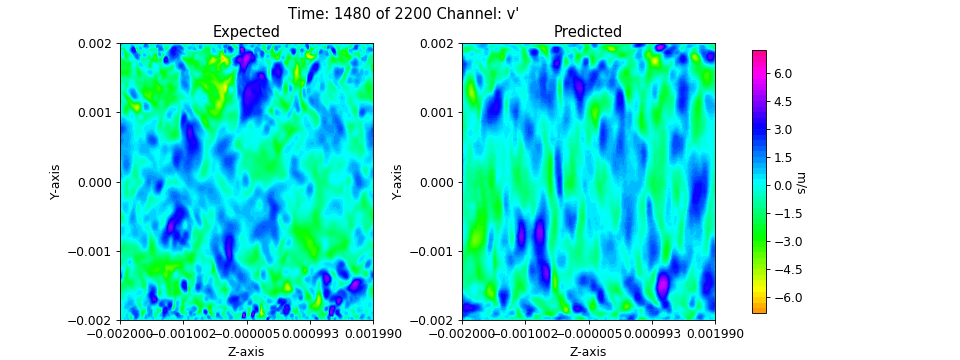 Time: 1480 of 2200 Channel: v'
Expected
Predicted
0.002
0.001
0.000
−0.001
−0.002
Y-axis
−0.002000 −0.001002 −0.000005 0.000993 0.001990
Z-axis
0.002
0.001
0.000
−0.001
−0.002
Y-axis
−0.002000 −0.001002 −0.000005 0.000993 0.001990
Z-axis
6.0
4.5
3.0
1.5
0.0
−1.5
−3.0
−4.5
−6.0
m/s